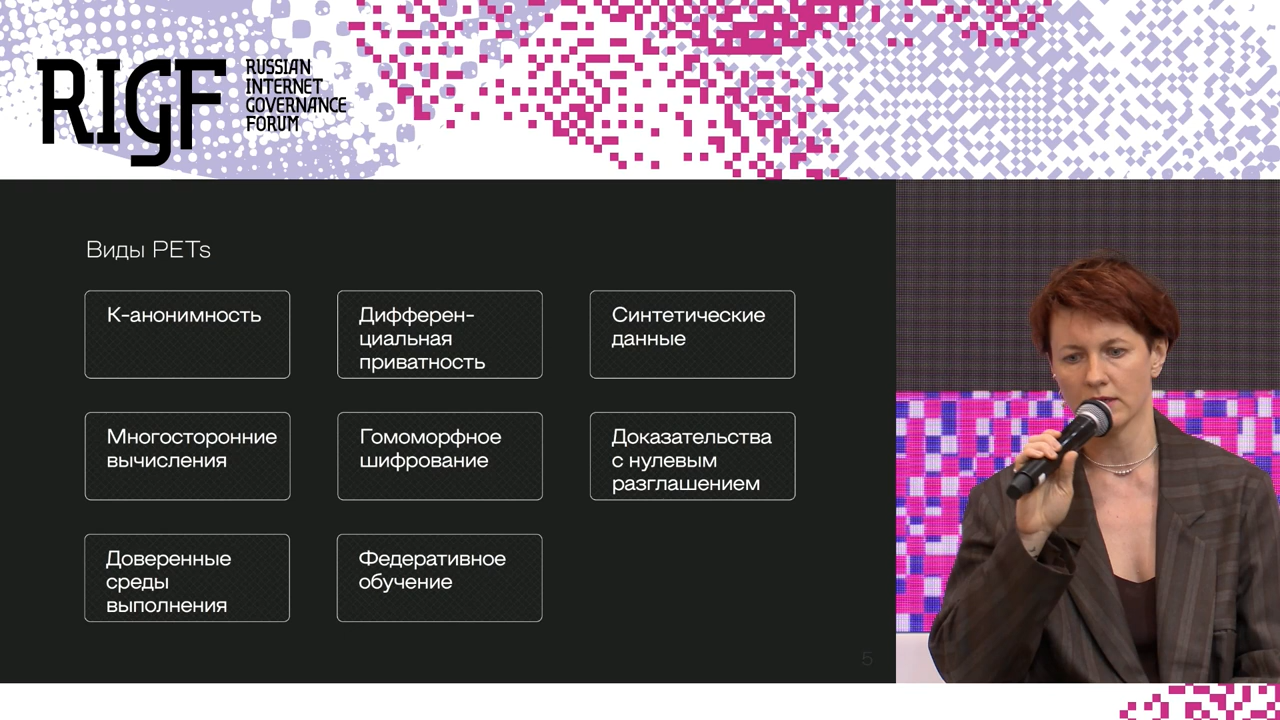 RIGF
RUSSIAN
INTERNET
GOVERNANCE
FORUM
Виды PETs
К-анонимность
Дифферен-
циальная
приватность
Синтетические
данные
Многосторонние
вычисления
Гомоморфное
шифрование
Доказательства
с нулевым
разглашением
Доверенные
среды
выполнения
Федеративное
обучение
5